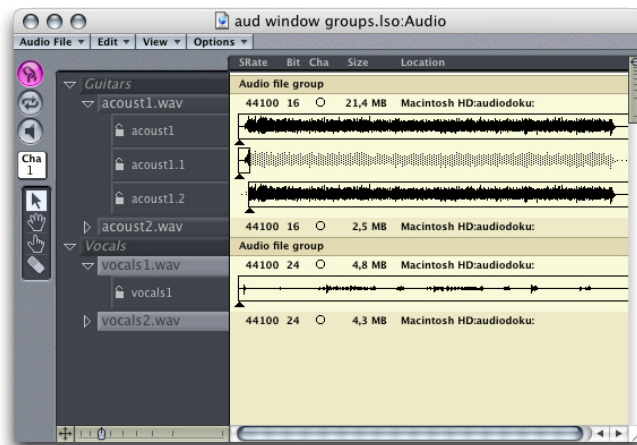 aud window groups.lso:Audio
Audio File Edit View Options
SRate Bit Cha Size Location
Guitars Audio file group
acoust1.wav 44100 16 21,4 MB Macintosh HD:audiodoku:
acoust1
acoust1.1
Cha
1
acoust1.2
acoust2.wav 44100 16 2,5 MB Macintosh HD:audiodoku:
Vocals Audio file group
vocals1.wav 44100 24 4,8 MB Macintosh HD:audiodoku:
vocals1
vocals2.wav 44100 24 4,3 MB Macintosh HD:audiodoku: